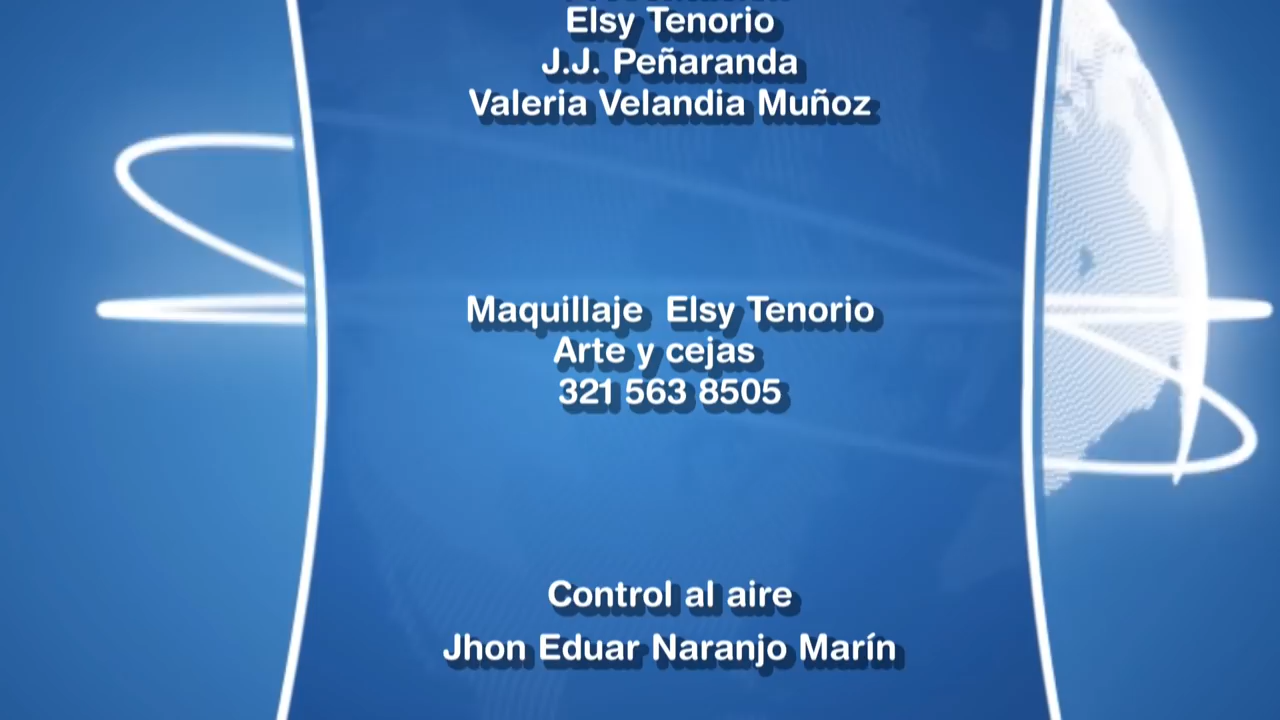 Elsy Tenorio
J.J. Peñaranda
Valeria Velandia Muñoz
Maquillaje Elsy Tenorio
Arte y cejas
321 563 8505
Control al aire
Jhon Eduar Naranjo Marín